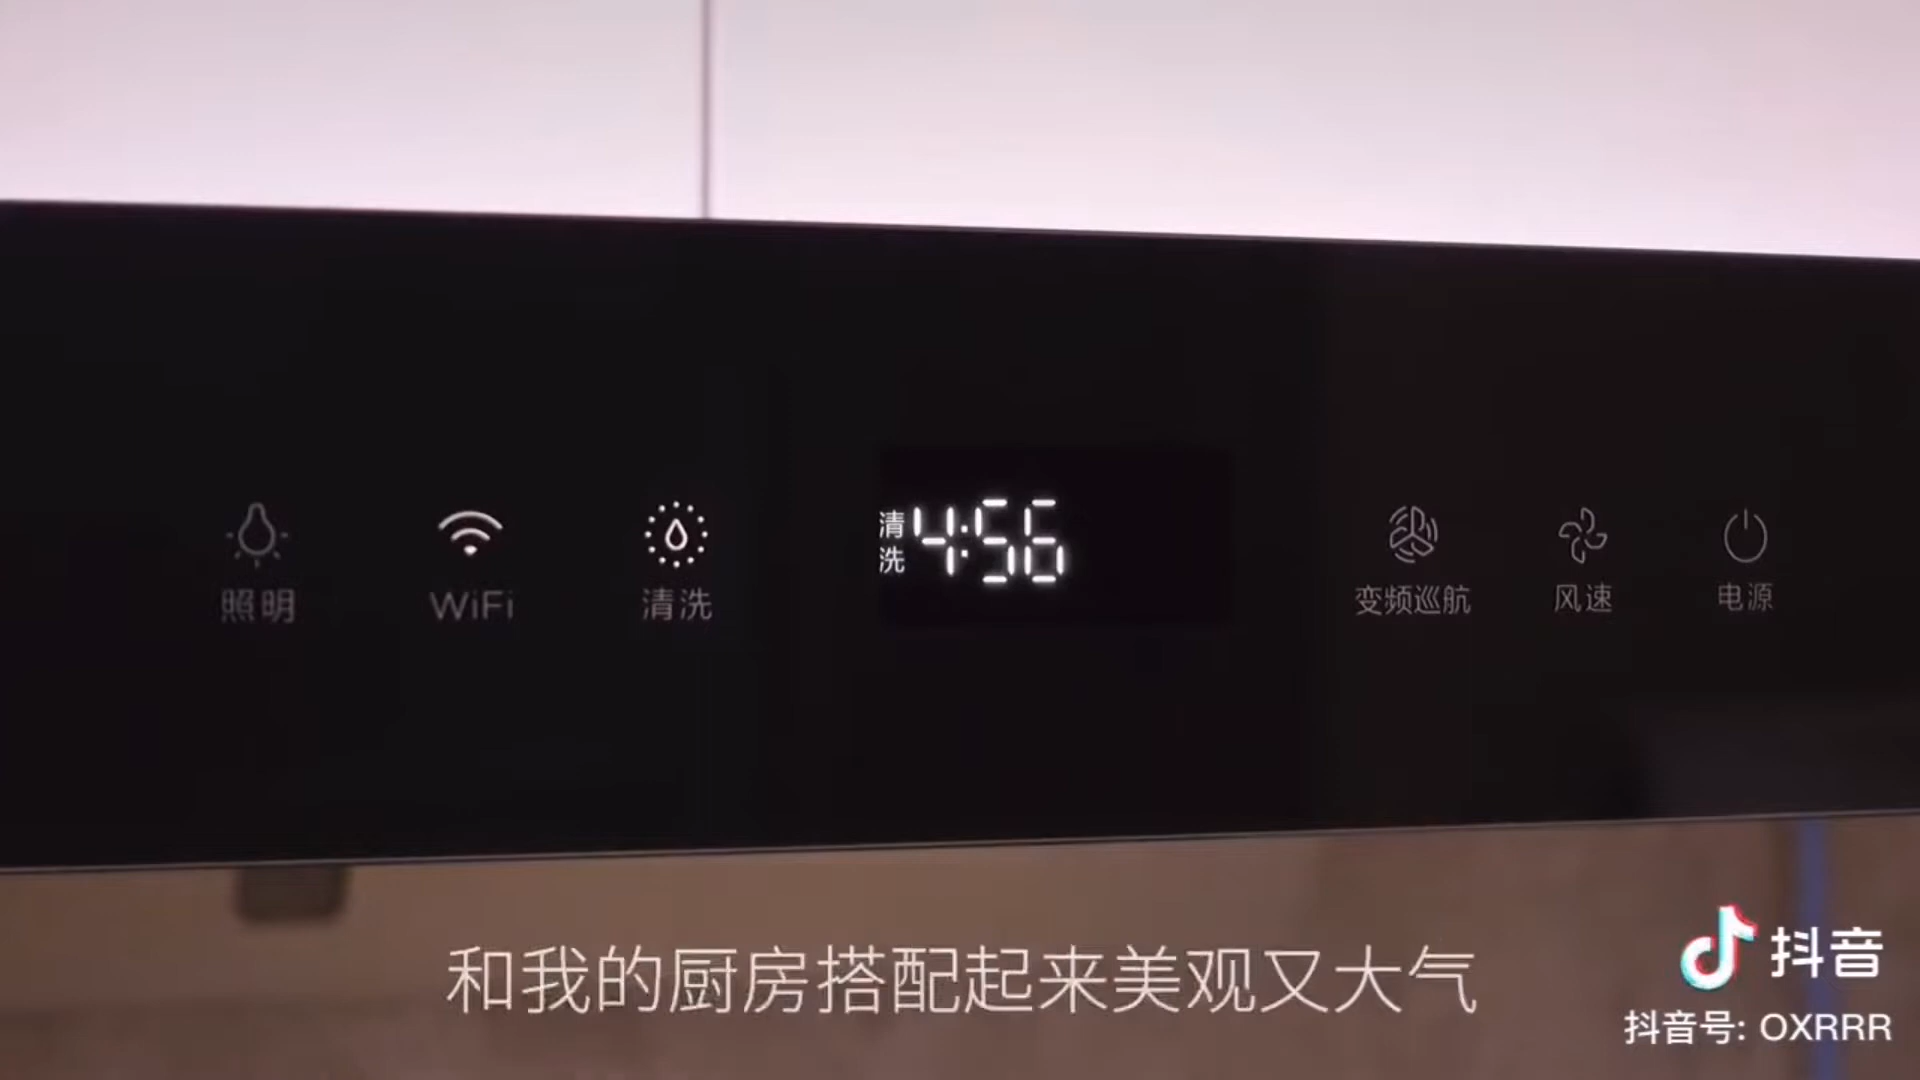 清洗
4:56
照明
WiFi
清洗
变频巡航
风速
电源
和我的厨房搭配起来美观又大气
抖音
抖音号: OXRRR